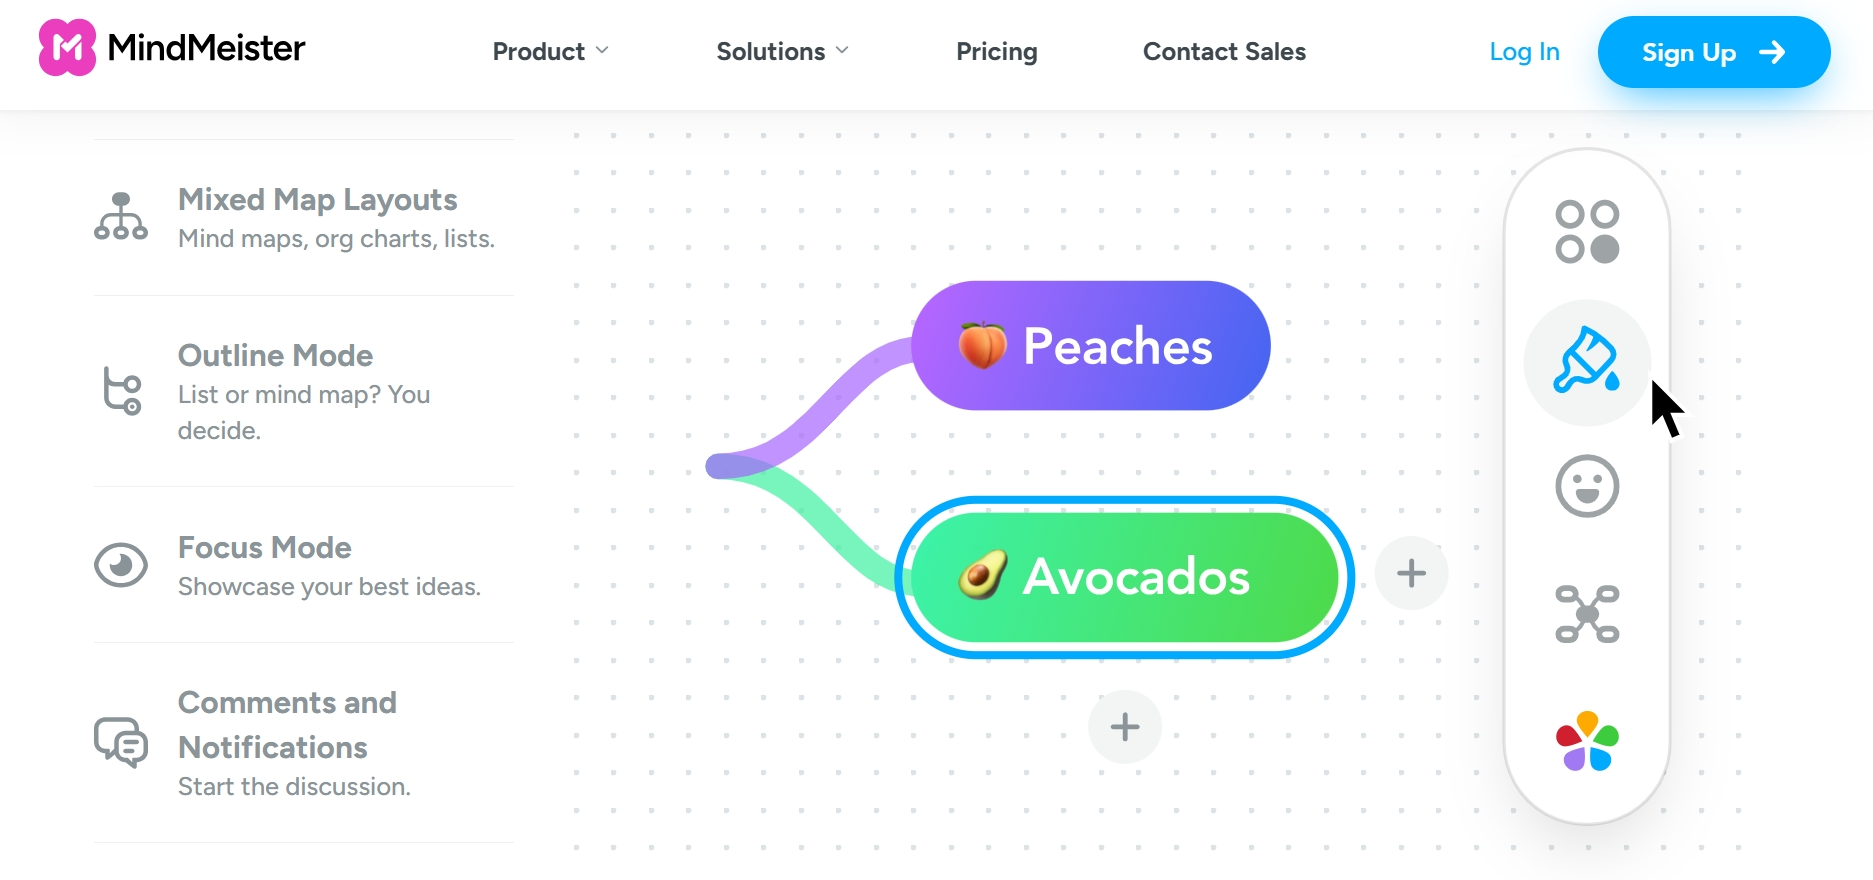 MindMeister
Product
Solutions
Pricing
Contact Sales
Log In
Sign Up
Mixed Map Layouts
Mind maps, org charts, lists.
Outline Mode
List or mind map? You
decide.
Focus Mode
Showcase your best ideas.
Comments and
Notifications
Start the discussion.
Peaches
Avocados